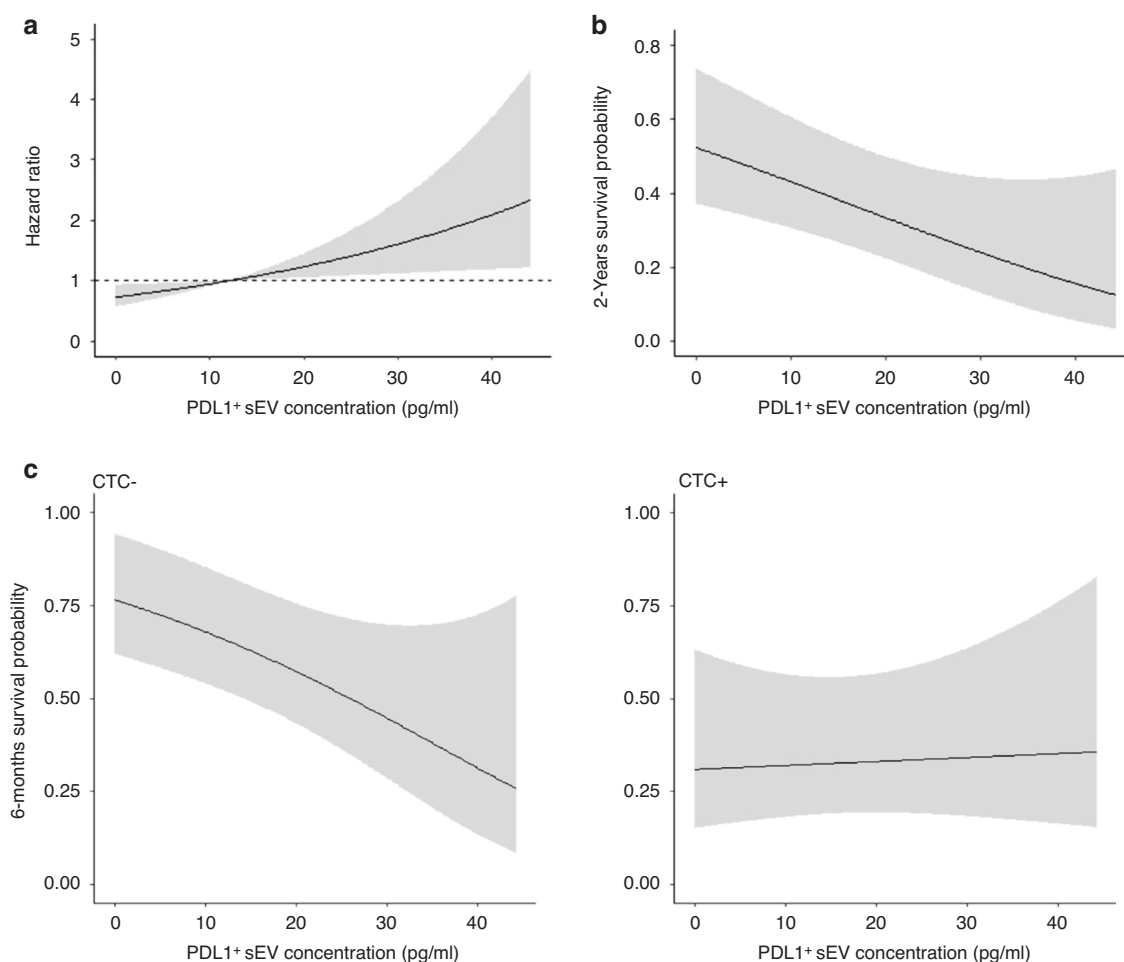 a
5
4
3
2
1
0
Hazard ratio
0 10 20 30 40
PDL1+ sEV concentration (pg/ml)
b
0.8
0.6
0.4
0.2
0.0
2-Years survival probability
0 10 20 30 40
PDL1+ sEV concentration (pg/ml)
c
CTC-
1.00
0.75
0.50
0.25
0.00
6-months survival probability
0 10 20 30 40
PDL1+ sEV concentration (pg/ml)
CTC+
1.00
0.75
0.50
0.25
0.00
0 10 20 30 40
PDL1+ sEV concentration (pg/ml)